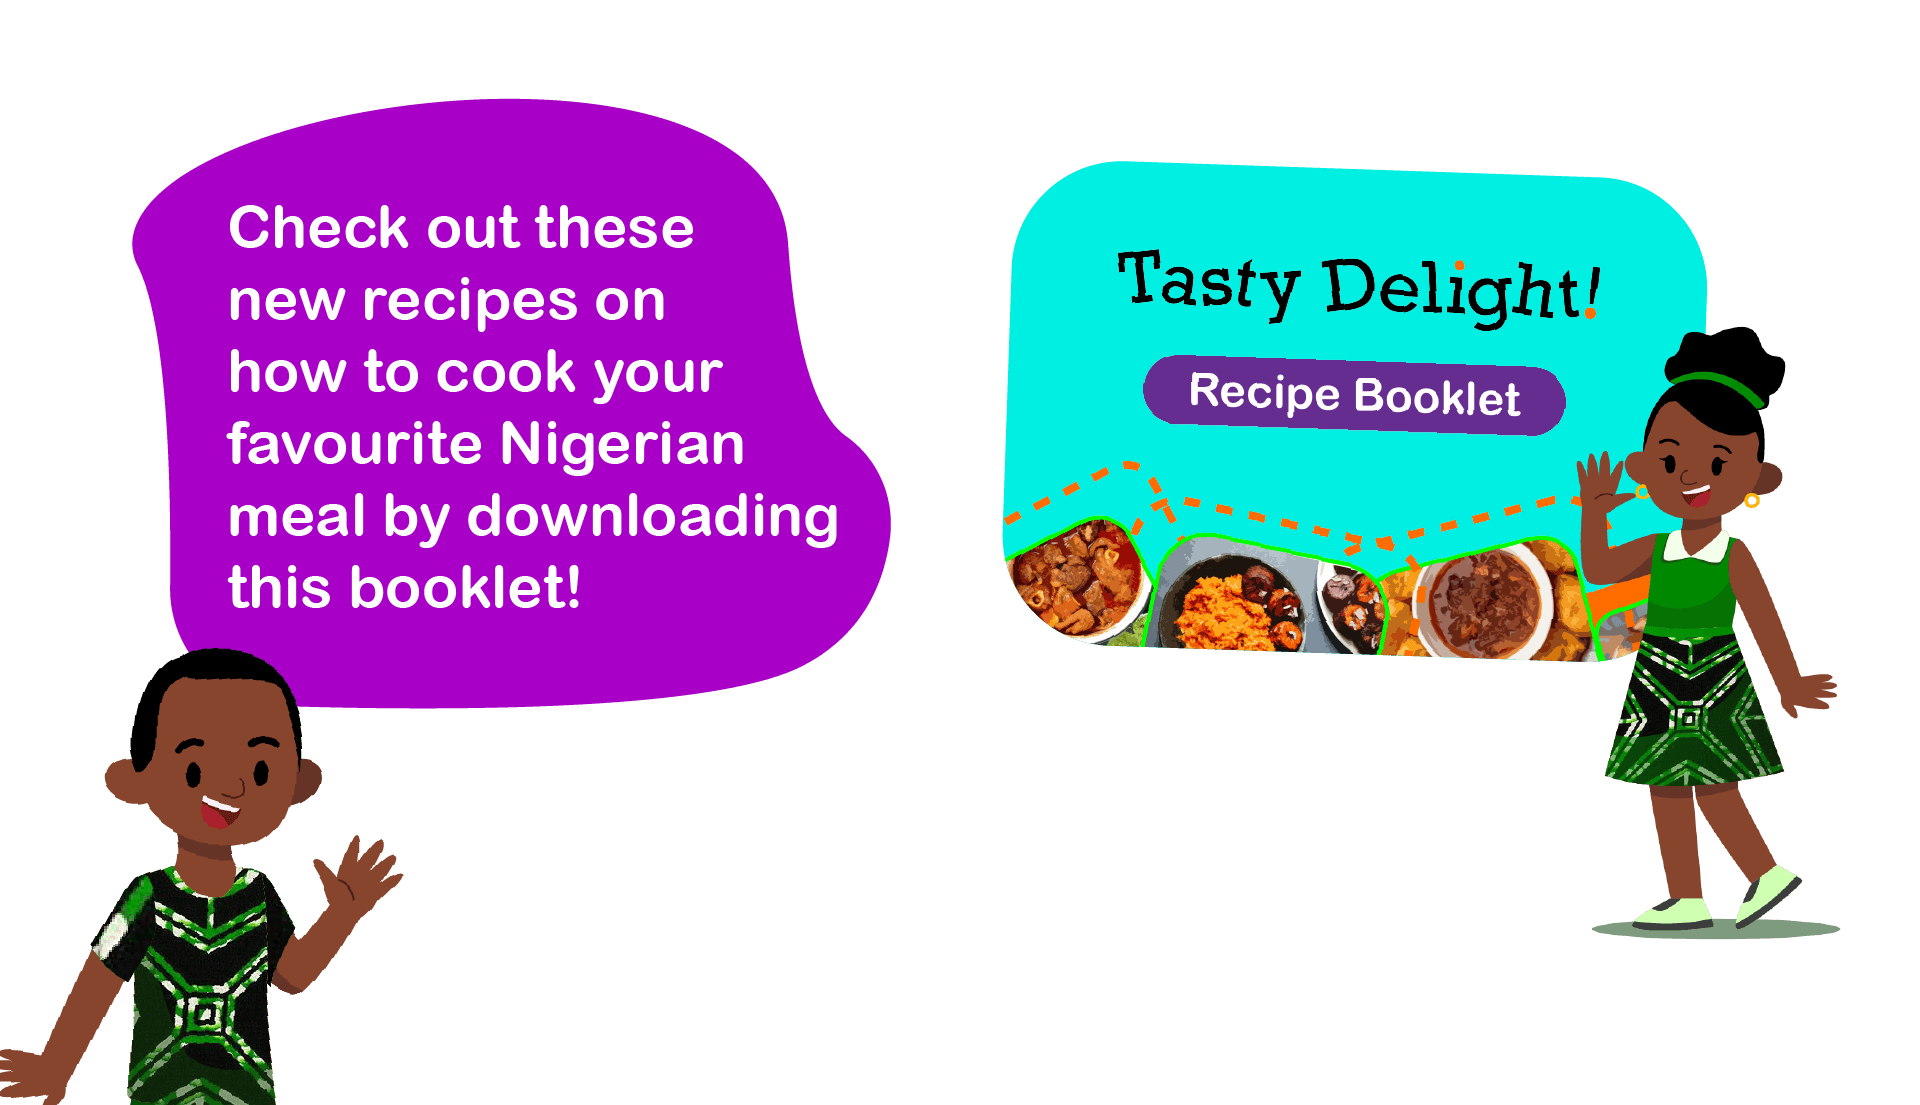 Check out these
new recipes on
how to cook your
favourite Nigerian
meal by downloading
this booklet!
Tasty Delight!
Recipe Booklet